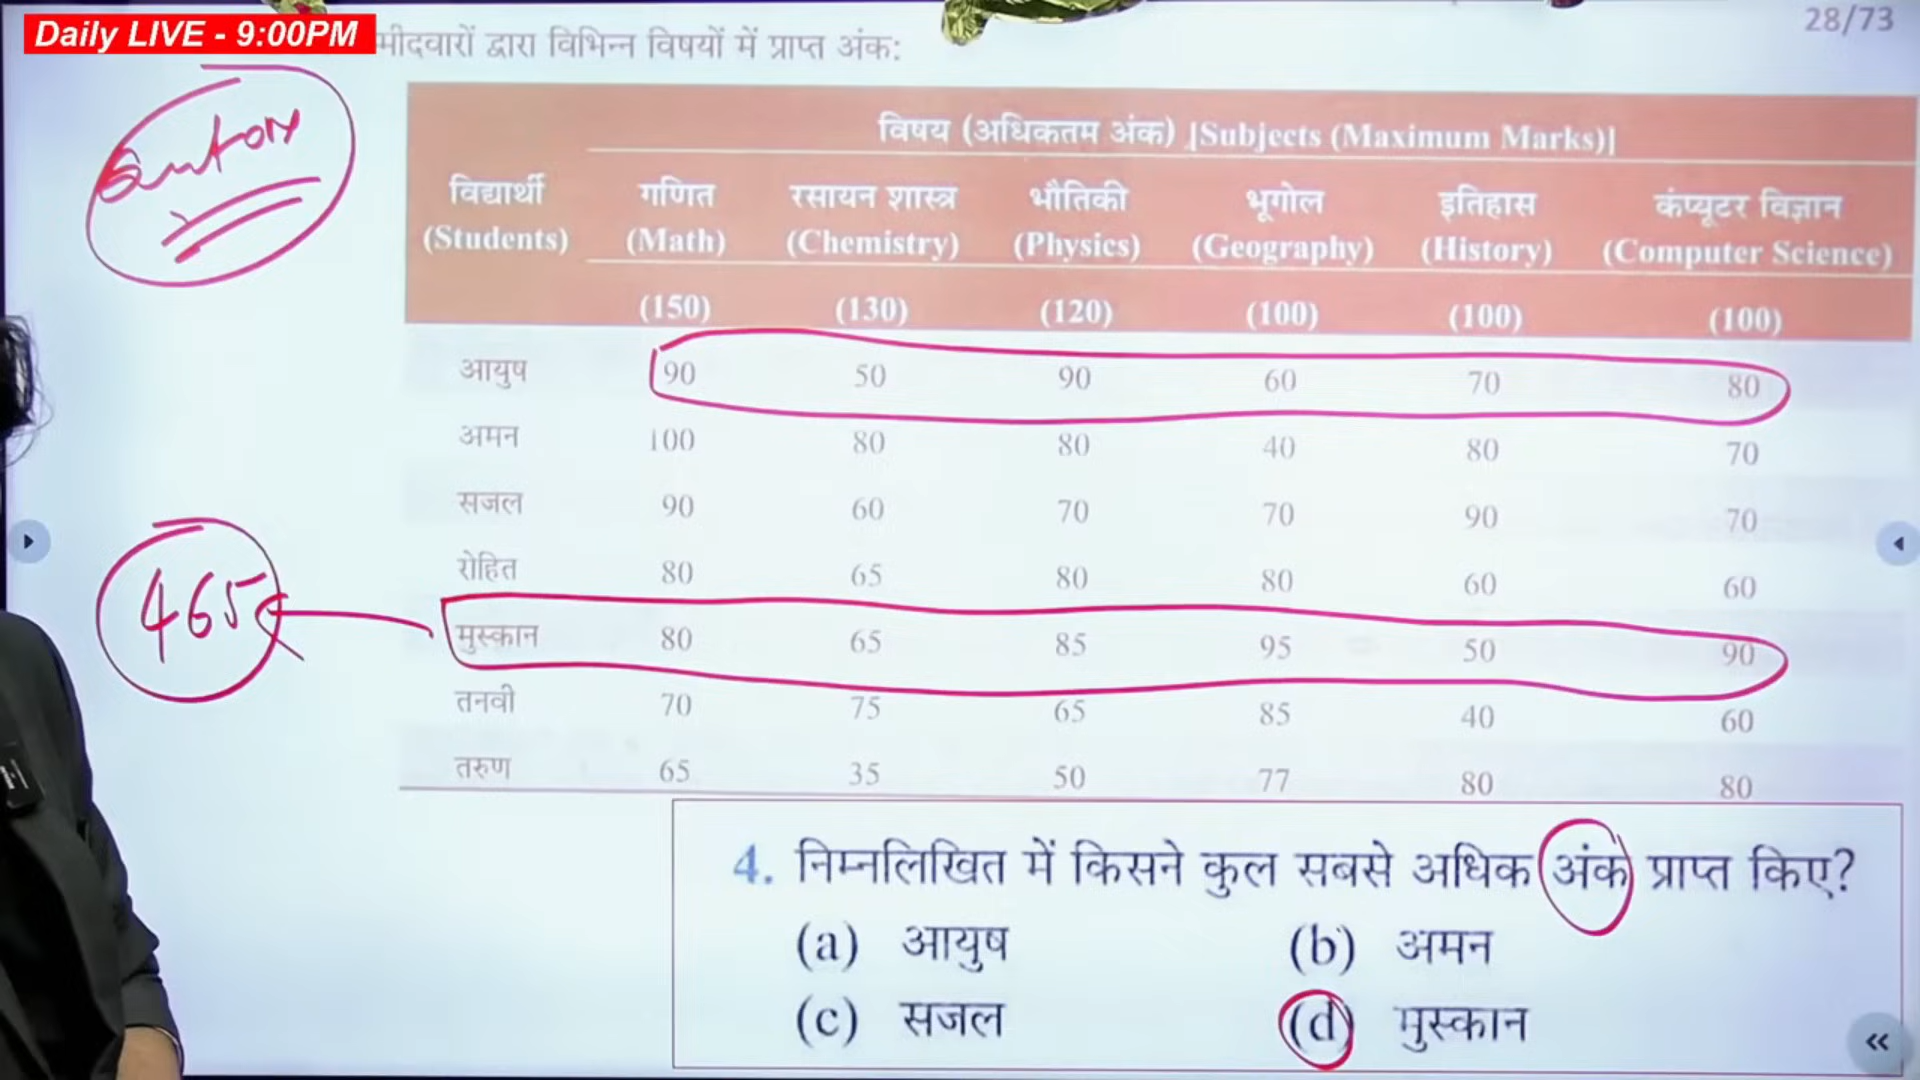 Daily LIVE - 9:00PM
28/73
मीदवारों द्वारा विभिन्न विषयों में प्राप्त अंक:
विषय (अधिकतम अंक) [Subjects (Maximum Marks)]
विद्यार्थी गणित रसायन शास्त्र भौतिकी भूगोल इतिहास कंप्यूटर विज्ञान
(Students) (Math) (Chemistry) (Physics) (Geography) (History) (Computer Science)
(150) (130) (120) (100) (100) (100)
आयुष 90 50 90 60 70 80
अमन 100 80 80 40 80 70
सजल 90 60 70 70 90 70
रोहित 80 65 80 80 60 60
465
मुस्कान 80 65 85 95 50 90
तनवी 70 75 65 85 40 60
तरुण 65 35 50 77 80 80
4. निम्नलिखित में किसने कुल सबसे अधिक अंक प्राप्त किए?
(a) आयुष (b) अमन
(c) सजल (d) मुस्कान